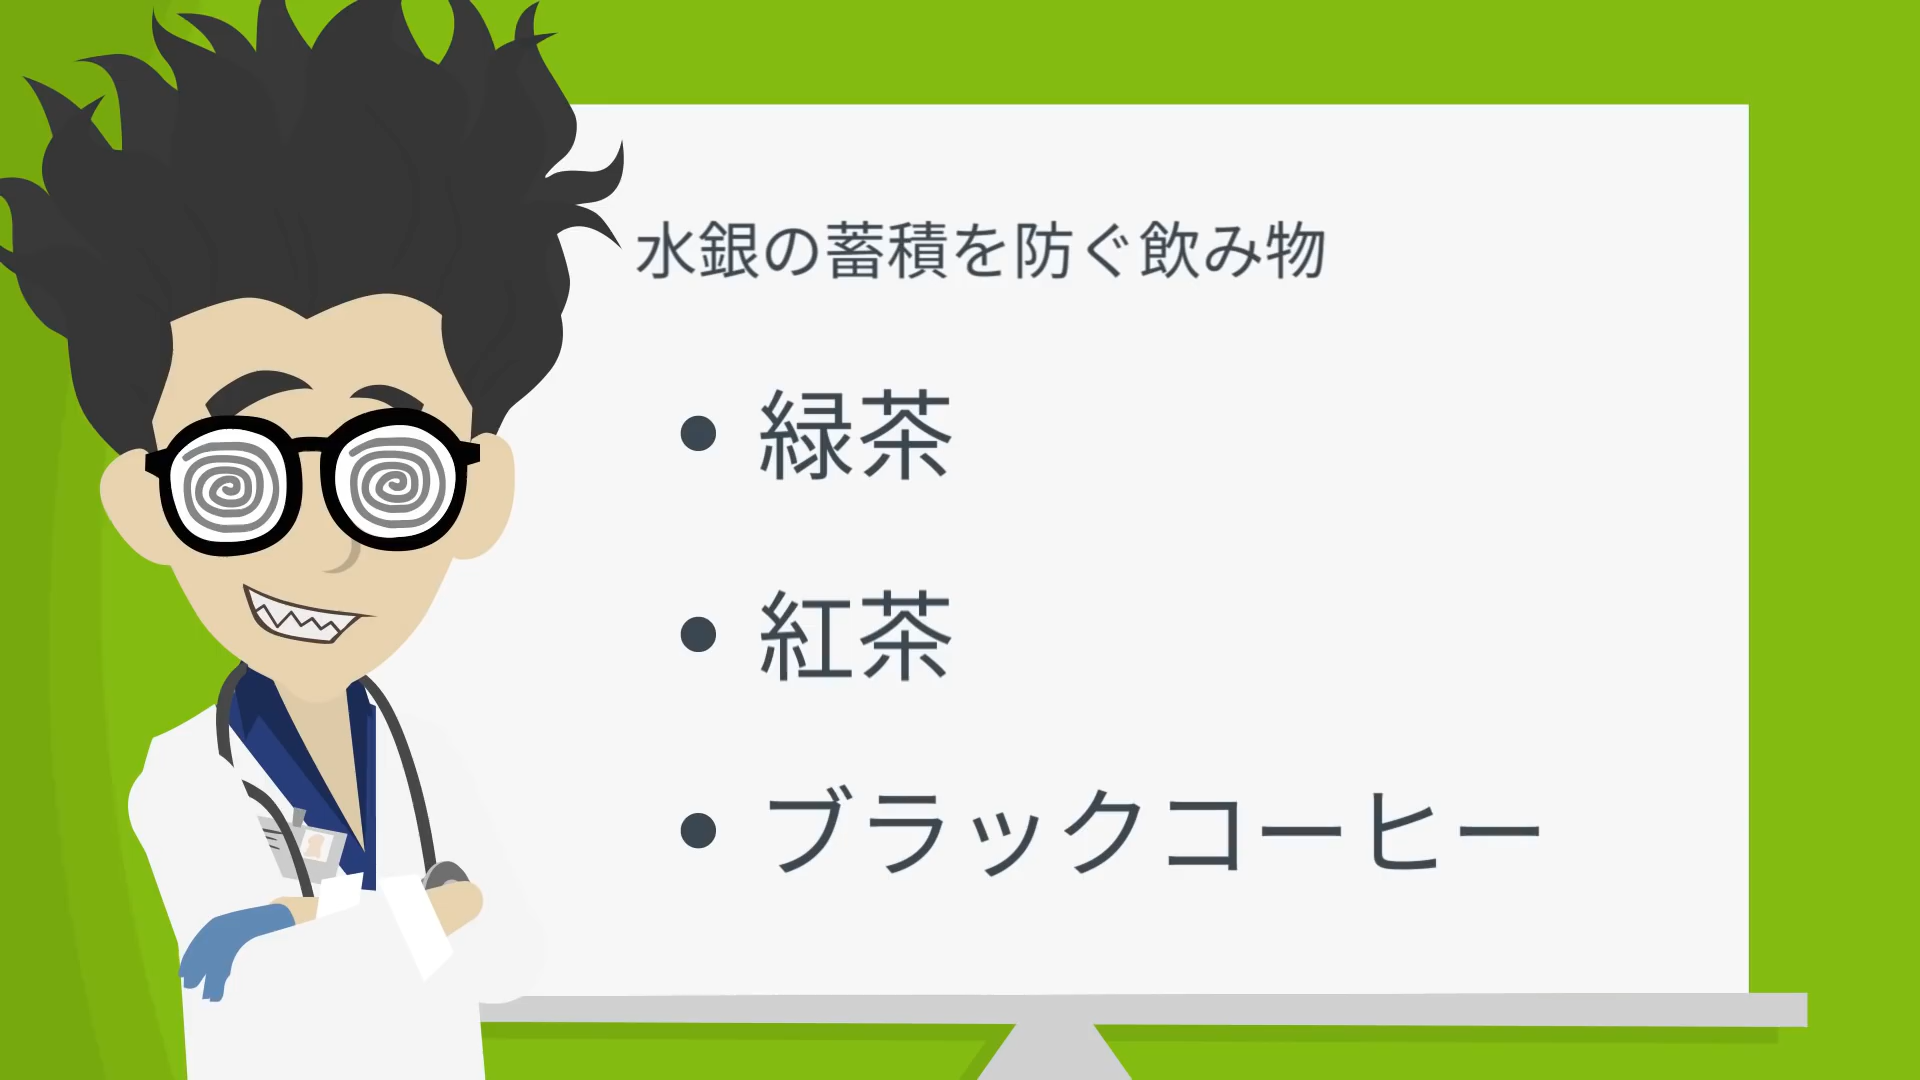 水銀の蓄積を防ぐ飲み物
• 緑茶
• 紅茶
• ブラックコーヒー